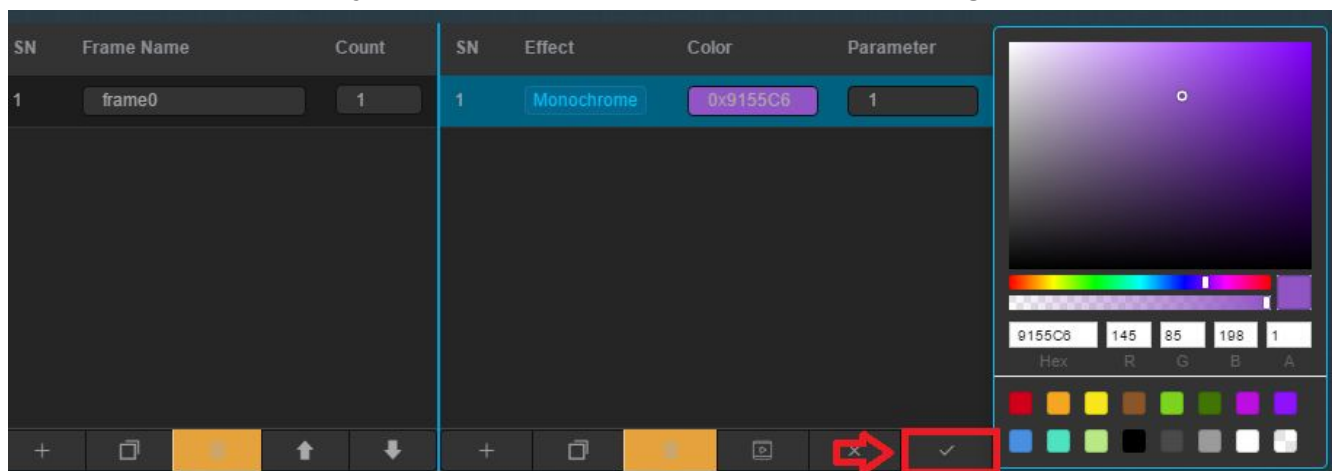 SN Frame Name Count SN Effect Color Parameter
1 frame0 1 1 Monochrome 0x9155C6 1
9155C6 145 85 198 1
Hex R G B A